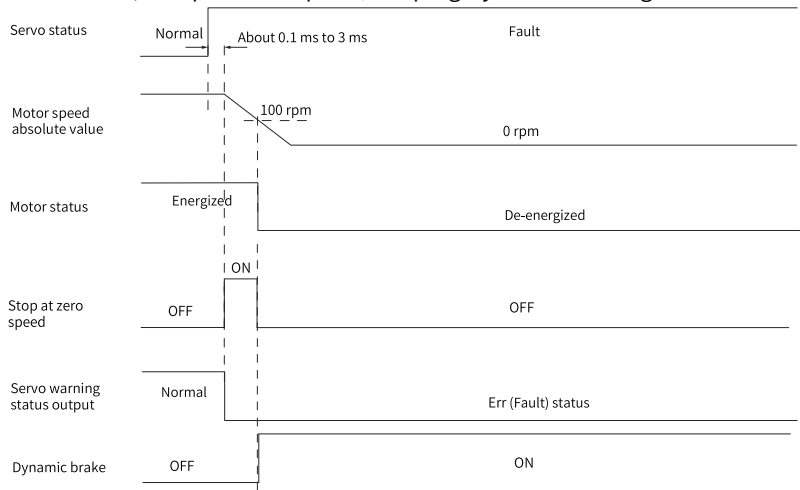 Servo status
Normal
About 0.1 ms to 3 ms
Fault
Motor speed
absolute value
100 rpm
0 rpm
Motor status
Energized
De-energized
ON
Stop at zero
speed
OFF
OFF
Servo warning
status output
Normal
Err (Fault) status
Dynamic brake
OFF
ON